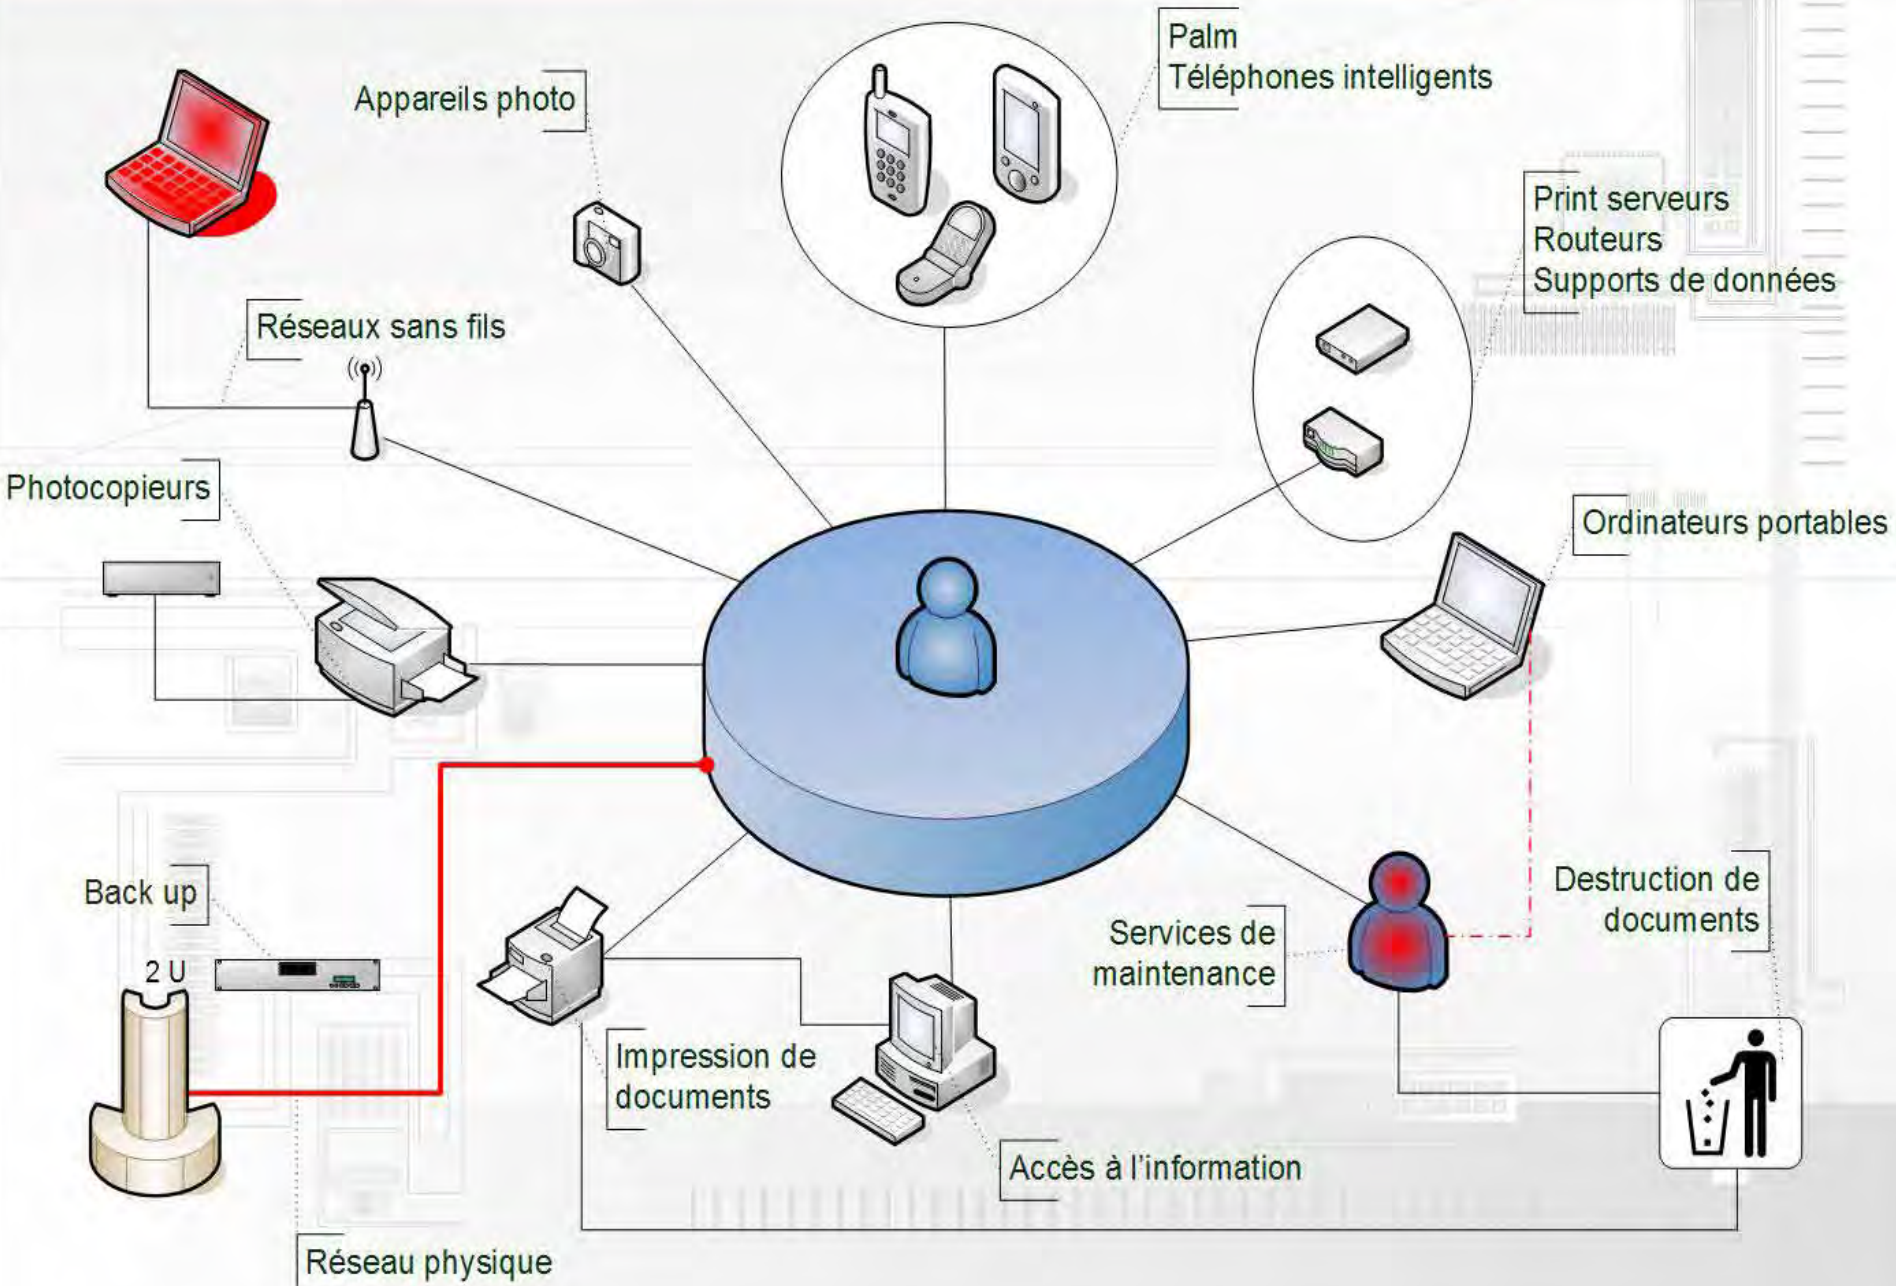 Palm
Téléphones intelligents
Appareils photo
Print serveurs
Routeurs
Supports de données
Réseaux sans fils
Photocopieurs
Ordinateurs portables
Back up
2 U
Destruction de
documents
Services de
maintenance
Impression de
documents
Accès à l'information
Réseau physique